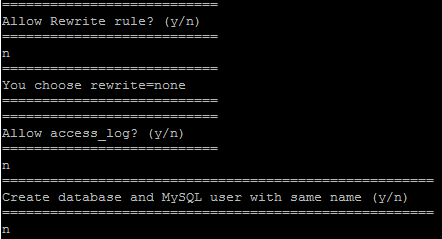 ===========================
Allow Rewrite rule? (y/n)
===========================
n
===========================
You choose rewrite=none
===========================
===========================
Allow access_log? (y/n)
===========================
n
======================================================
Create database and MySQL user with same name (y/n)
======================================================
n